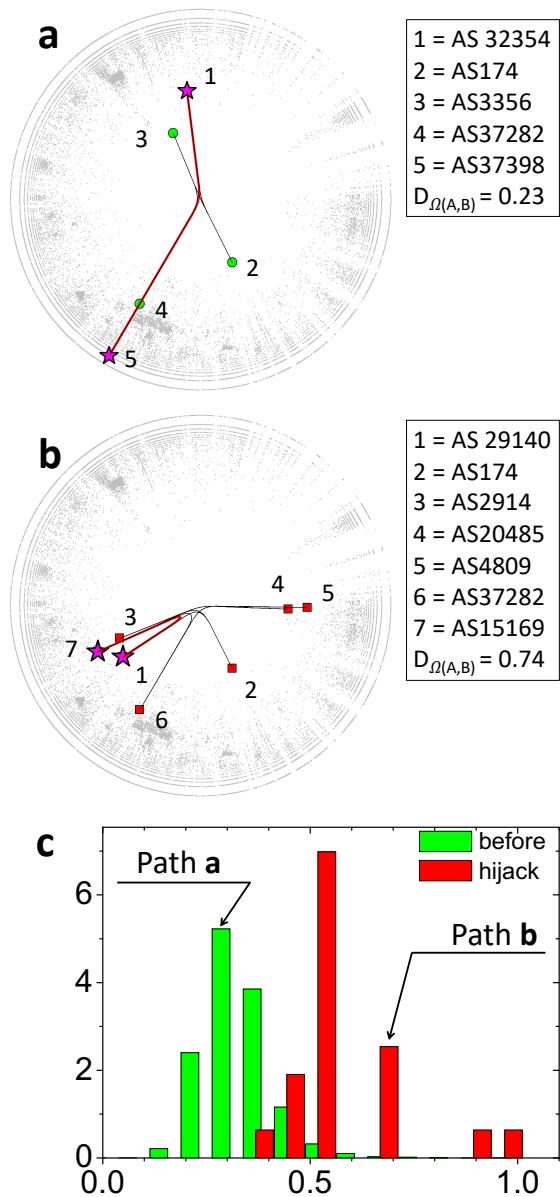 a
1
3
2
4
5
1 = AS 32354
2 = AS174
3 = AS3356
4 = AS37282
5 = AS37398
D_Ω(A,B) = 0.23
b
4
5
3
7
1
2
6
1 = AS 29140
2 = AS174
3 = AS2914
4 = AS20485
5 = AS4809
6 = AS37282
7 = AS15169
D_Ω(A,B) = 0.74
c
before
hijack
Path a
Path b
6
4
2
0
0.0 0.5 1.0